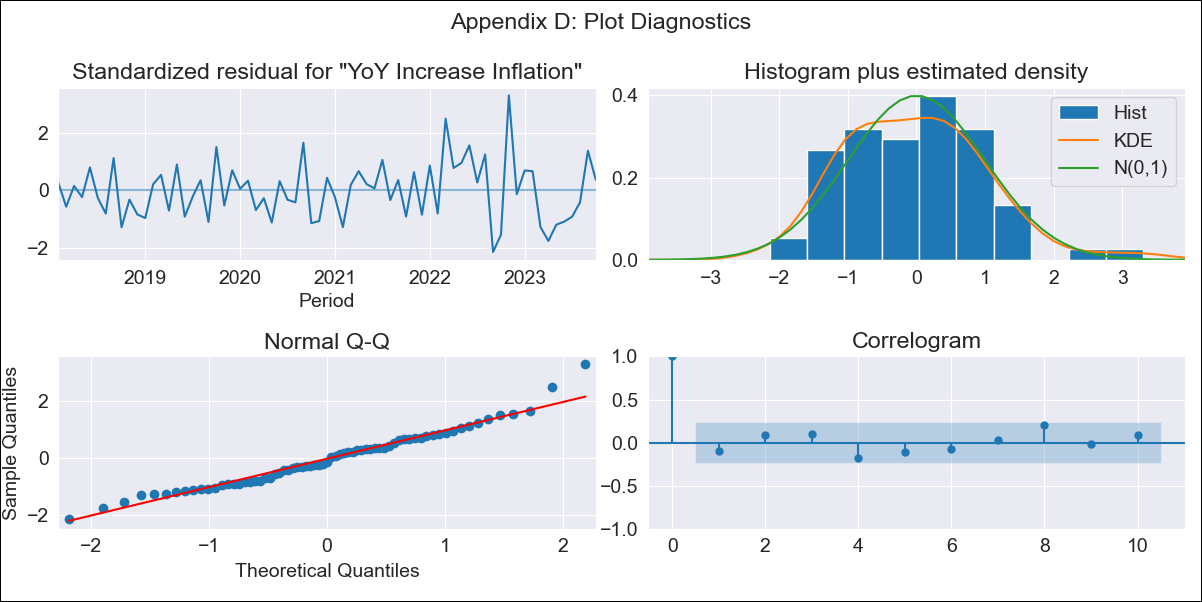 Appendix D: Plot Diagnostics
Standardized residual for "YoY Increase Inflation"
2
0
−2
2019 2020 2021 2022 2023
Period
Histogram plus estimated density
0.4
0.2
0.0
−3 −2 −1 0 1 2 3
Hist
KDE
N(0,1)
Normal Q-Q
Sample Quantiles
2
0
−2
−2 −1 0 1 2
Theoretical Quantiles
Correlogram
1.0
0.5
0.0
−0.5
−1.0
0 2 4 6 8 10